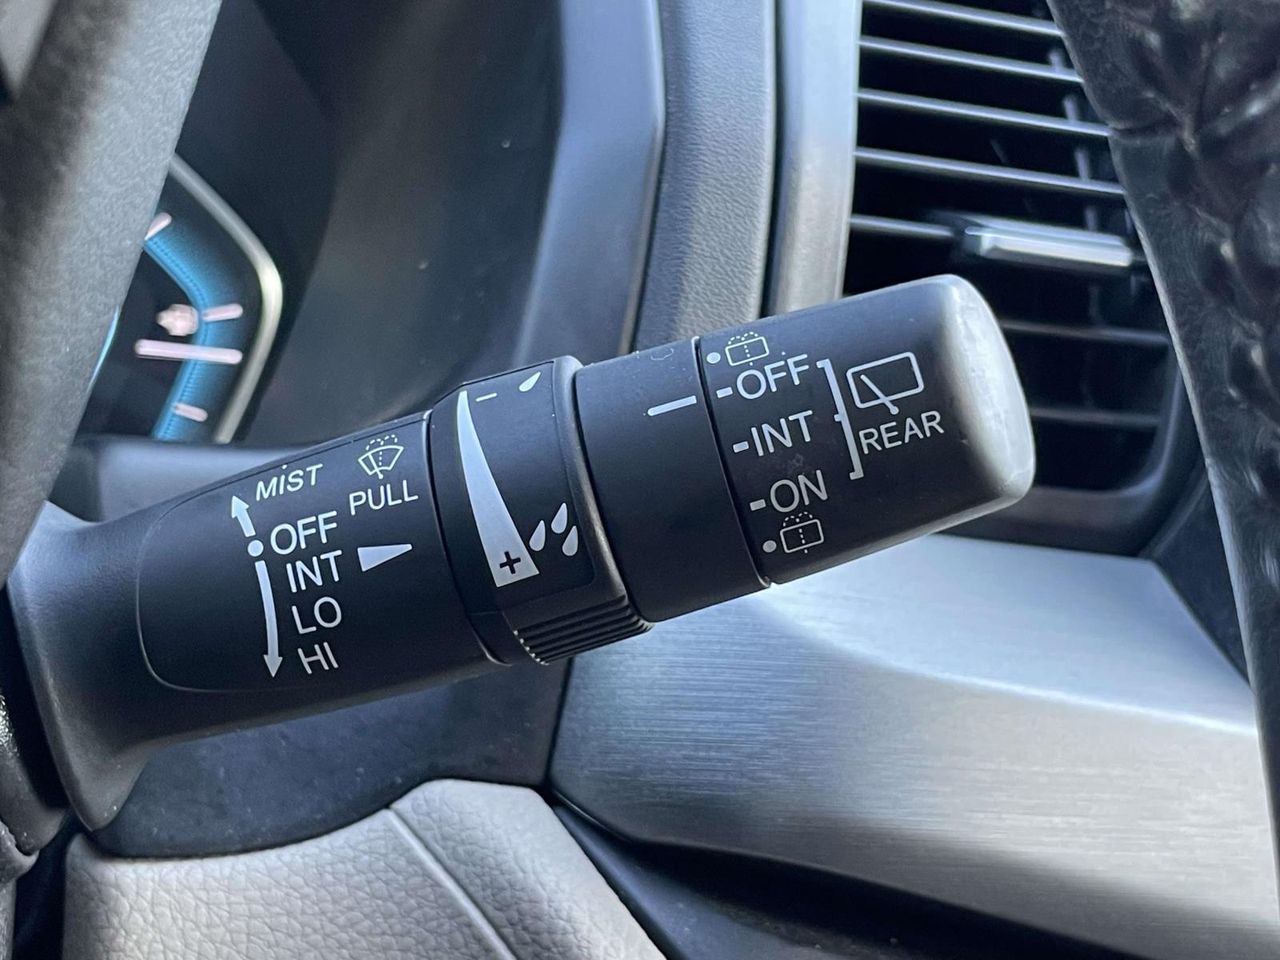 MIST
PULL
OFF
INT
LO
HI
−
+
OFF
INT
ON
REAR